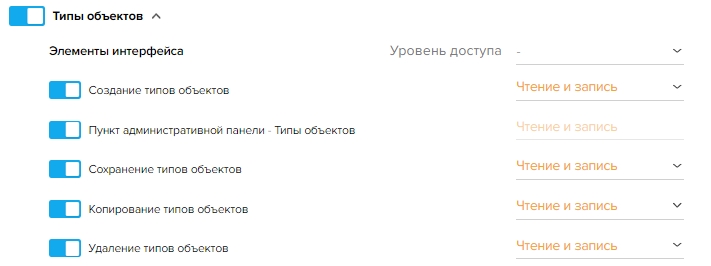 Типы объектов
Элементы интерфейса Уровень доступа -
Создание типов объектов Чтение и запись
Пункт административной панели - Типы объектов Чтение и запись
Сохранение типов объектов Чтение и запись
Копирование типов объектов Чтение и запись
Удаление типов объектов Чтение и запись